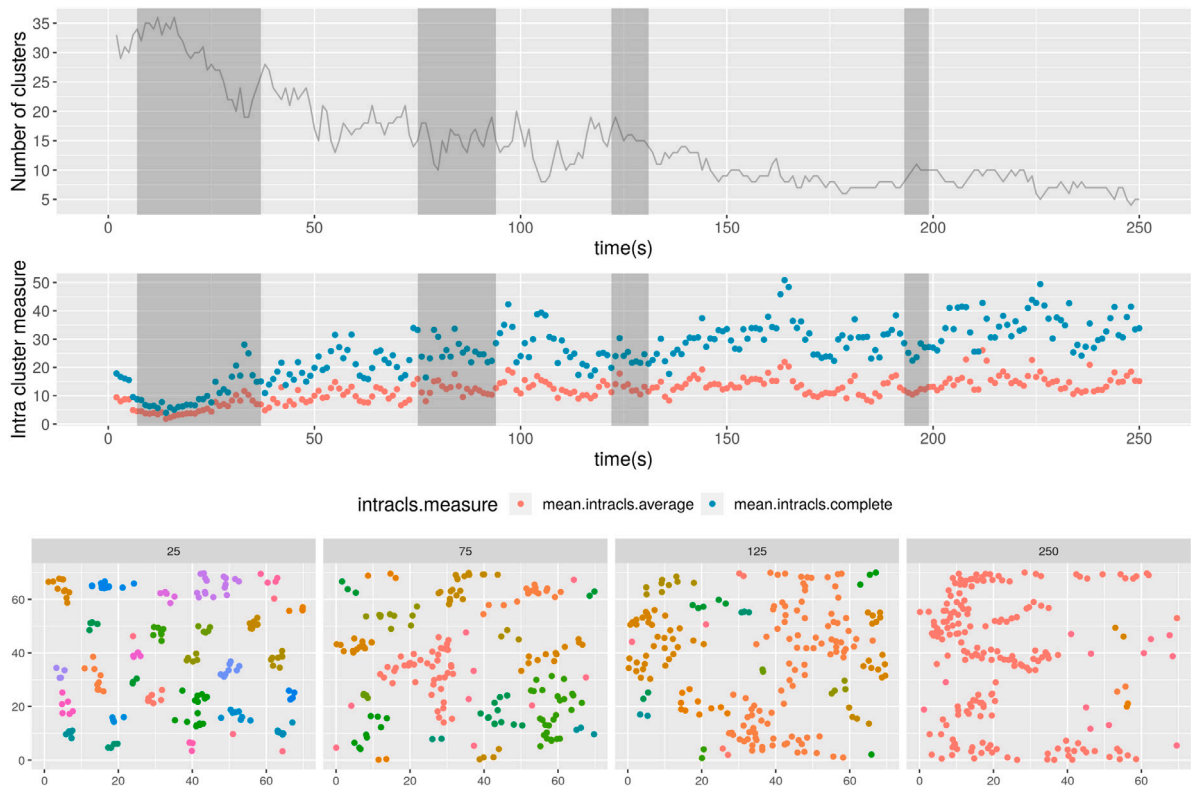 Number of clusters
35
30
25
20
15
10
5
0 50 100 150 200 250
time(s)
Intra cluster measure
50
40
30
20
10
0
0 50 100 150 200 250
time(s)
intracls.measure mean.intracls.average mean.intracls.complete
25 75 125 250
60
40
20
0
0 20 40 60 0 20 40 60 0 20 40 60 0 20 40 60